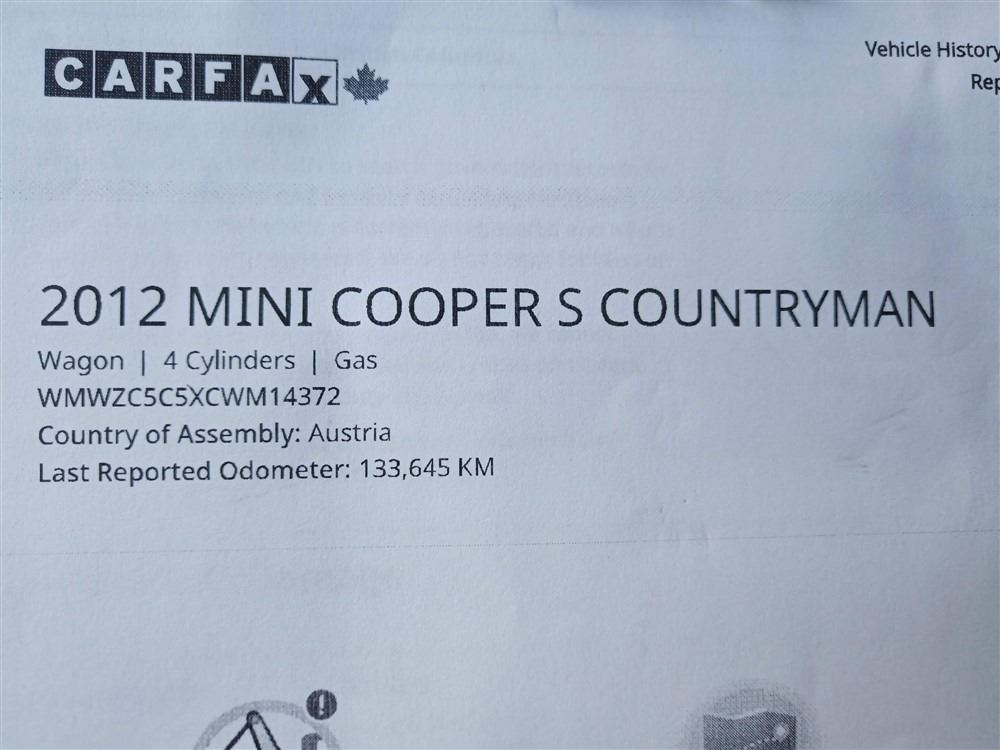 CARFAX
Vehicle History
Rep
2012 MINI COOPER S COUNTRYMAN
Wagon | 4 Cylinders | Gas
WMWZC5C5XCWM14372
Country of Assembly: Austria
Last Reported Odometer: 133,645 KM